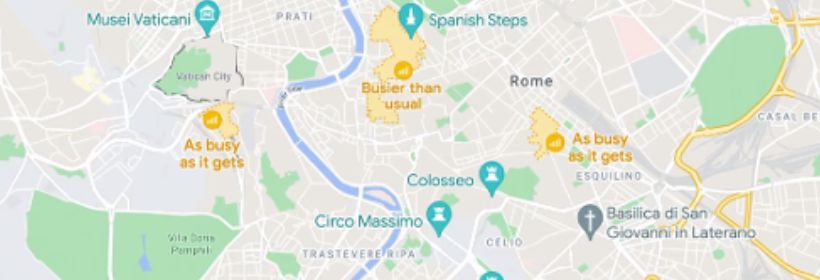 Musei Vaticani
PRATI
Spanish Steps
Vatican City
Rome
Busier than
usual
As busy
as it gets
As busy
as it gets
CASAL BE
ESQUILINO
Colosseo
Circo Massimo
Basilica di San
Giovanni in Laterano
Villa Doria
Pamphili
CELIO
TRASTEVERE
RIPA